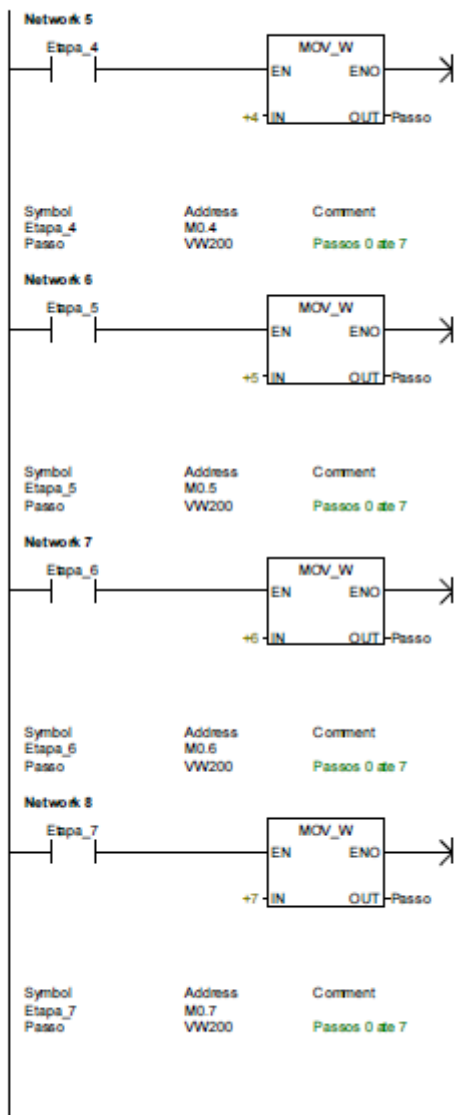 Network 5
Etapa_4
MOV_W
EN ENO
+4 IN OUT Passo
Symbol Address Comment
Etapa_4 M0.4
Passo VW200 Passos 0 ate 7
Network 6
Etapa_5
MOV_W
EN ENO
+5 IN OUT Passo
Symbol Address Comment
Etapa_5 M0.5
Passo VW200 Passos 0 ate 7
Network 7
Etapa_6
MOV_W
EN ENO
+6 IN OUT Passo
Symbol Address Comment
Etapa_6 M0.6
Passo VW200 Passos 0 ate 7
Network 8
Etapa_7
MOV_W
EN ENO
+7 IN OUT Passo
Symbol Address Comment
Etapa_7 M0.7
Passo VW200 Passos 0 ate 7